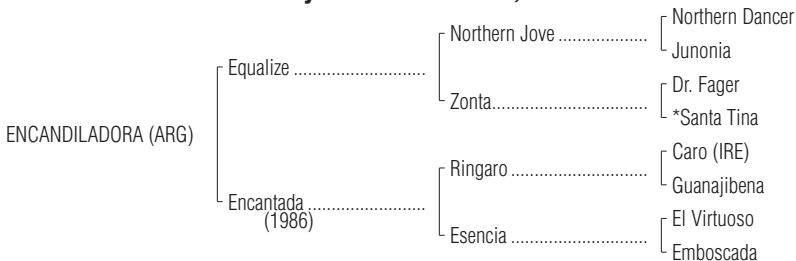 Northern Dancer
Northern Jove ....................
Junonia
Equalize .............................
Dr. Fager
Zonta..................................
*Santa Tina
ENCANDILADORA (ARG)
Caro (IRE)
Ringaro ..............................
Guanajibena
Encantada ..........................
(1986)
El Virtuoso
Esencia ..............................
Emboscada